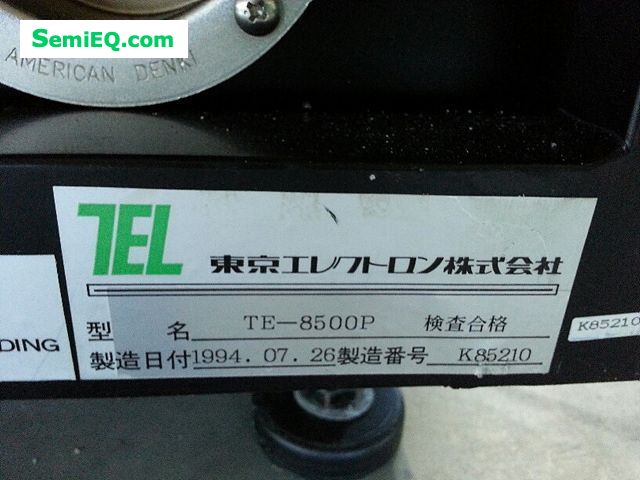 SemiEQ.com
AMERICAN DENKI
TEL 東京エレクトロン株式会社
型 名 TE-8500P 検査合格
K85210
DING
製造日付 1994.07.26 製造番号 K85210